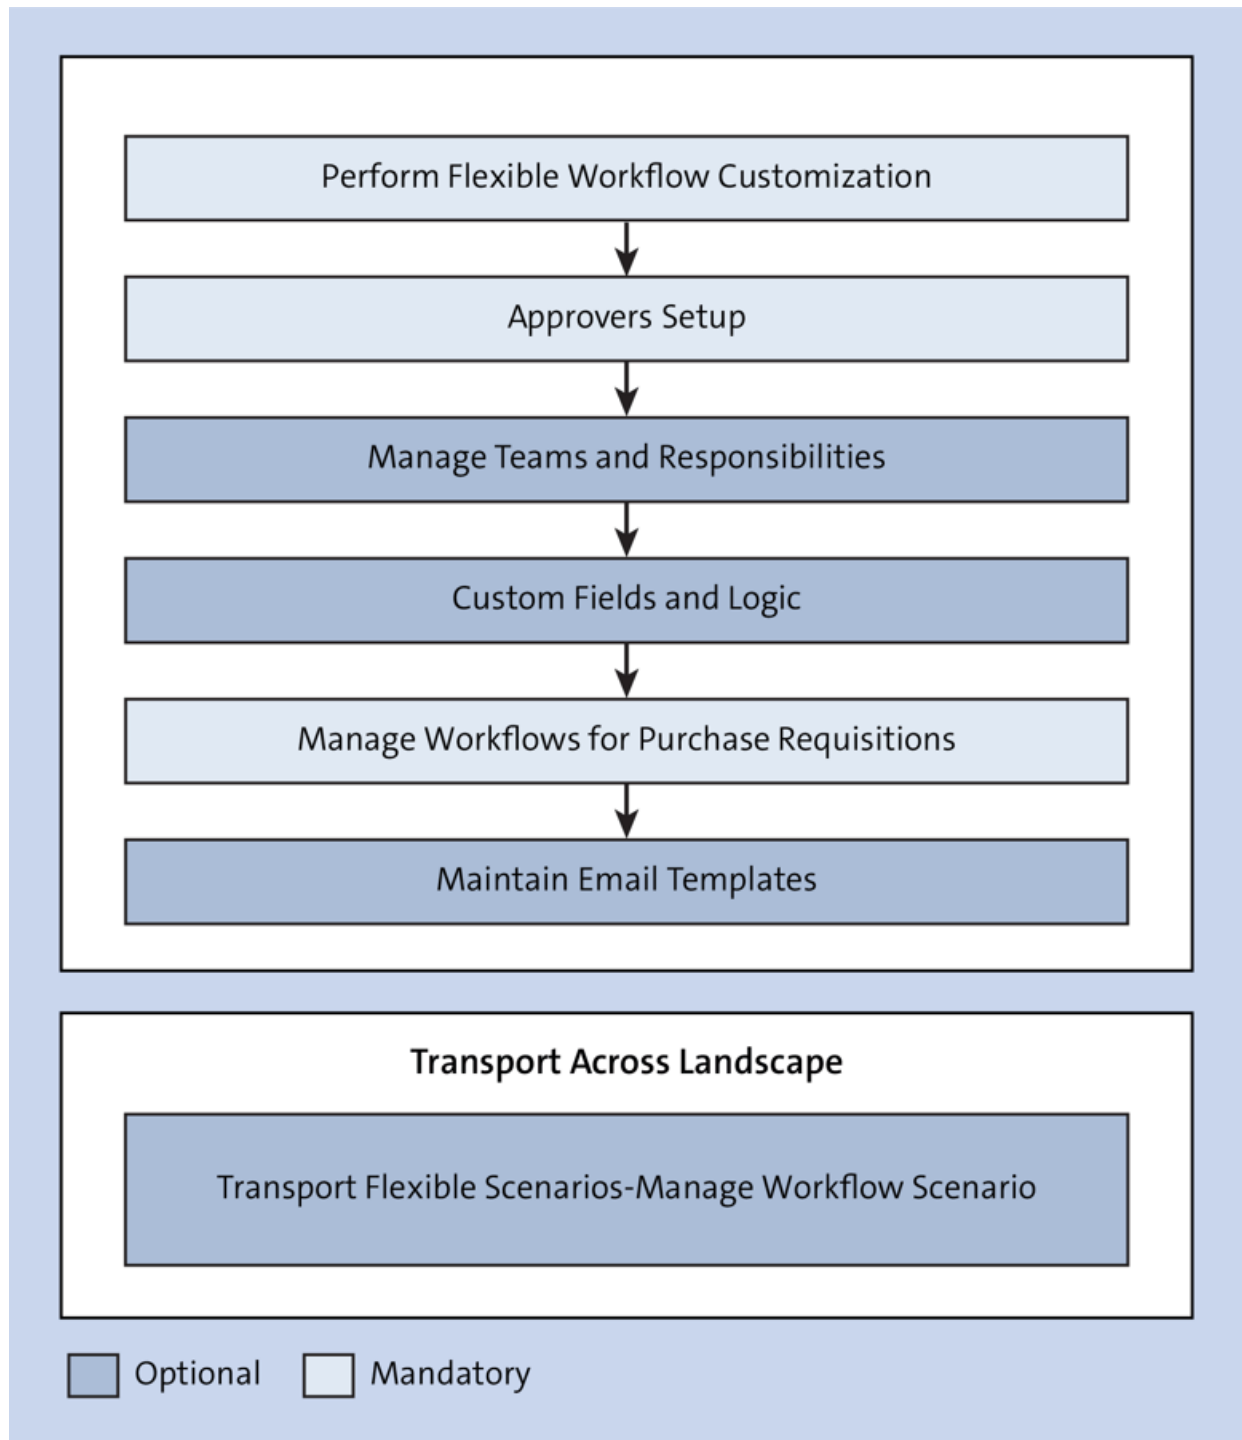 Perform Flexible Workflow Customization
Approvers Setup
Manage Teams and Responsibilities
Custom Fields and Logic
Manage Workflows for Purchase Requisitions
Maintain Email Templates
Transport Across Landscape
Transport Flexible Scenarios-Manage Workflow Scenario
Optional
Mandatory